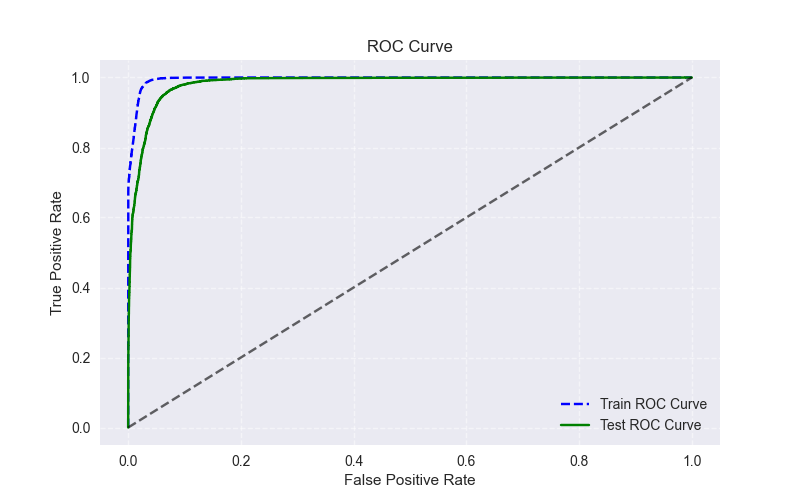 ROC Curve
1.0
0.8
0.6
0.4
0.2
0.0
True Positive Rate
Train ROC Curve
Test ROC Curve
0.0 0.2 0.4 0.6 0.8 1.0
False Positive Rate